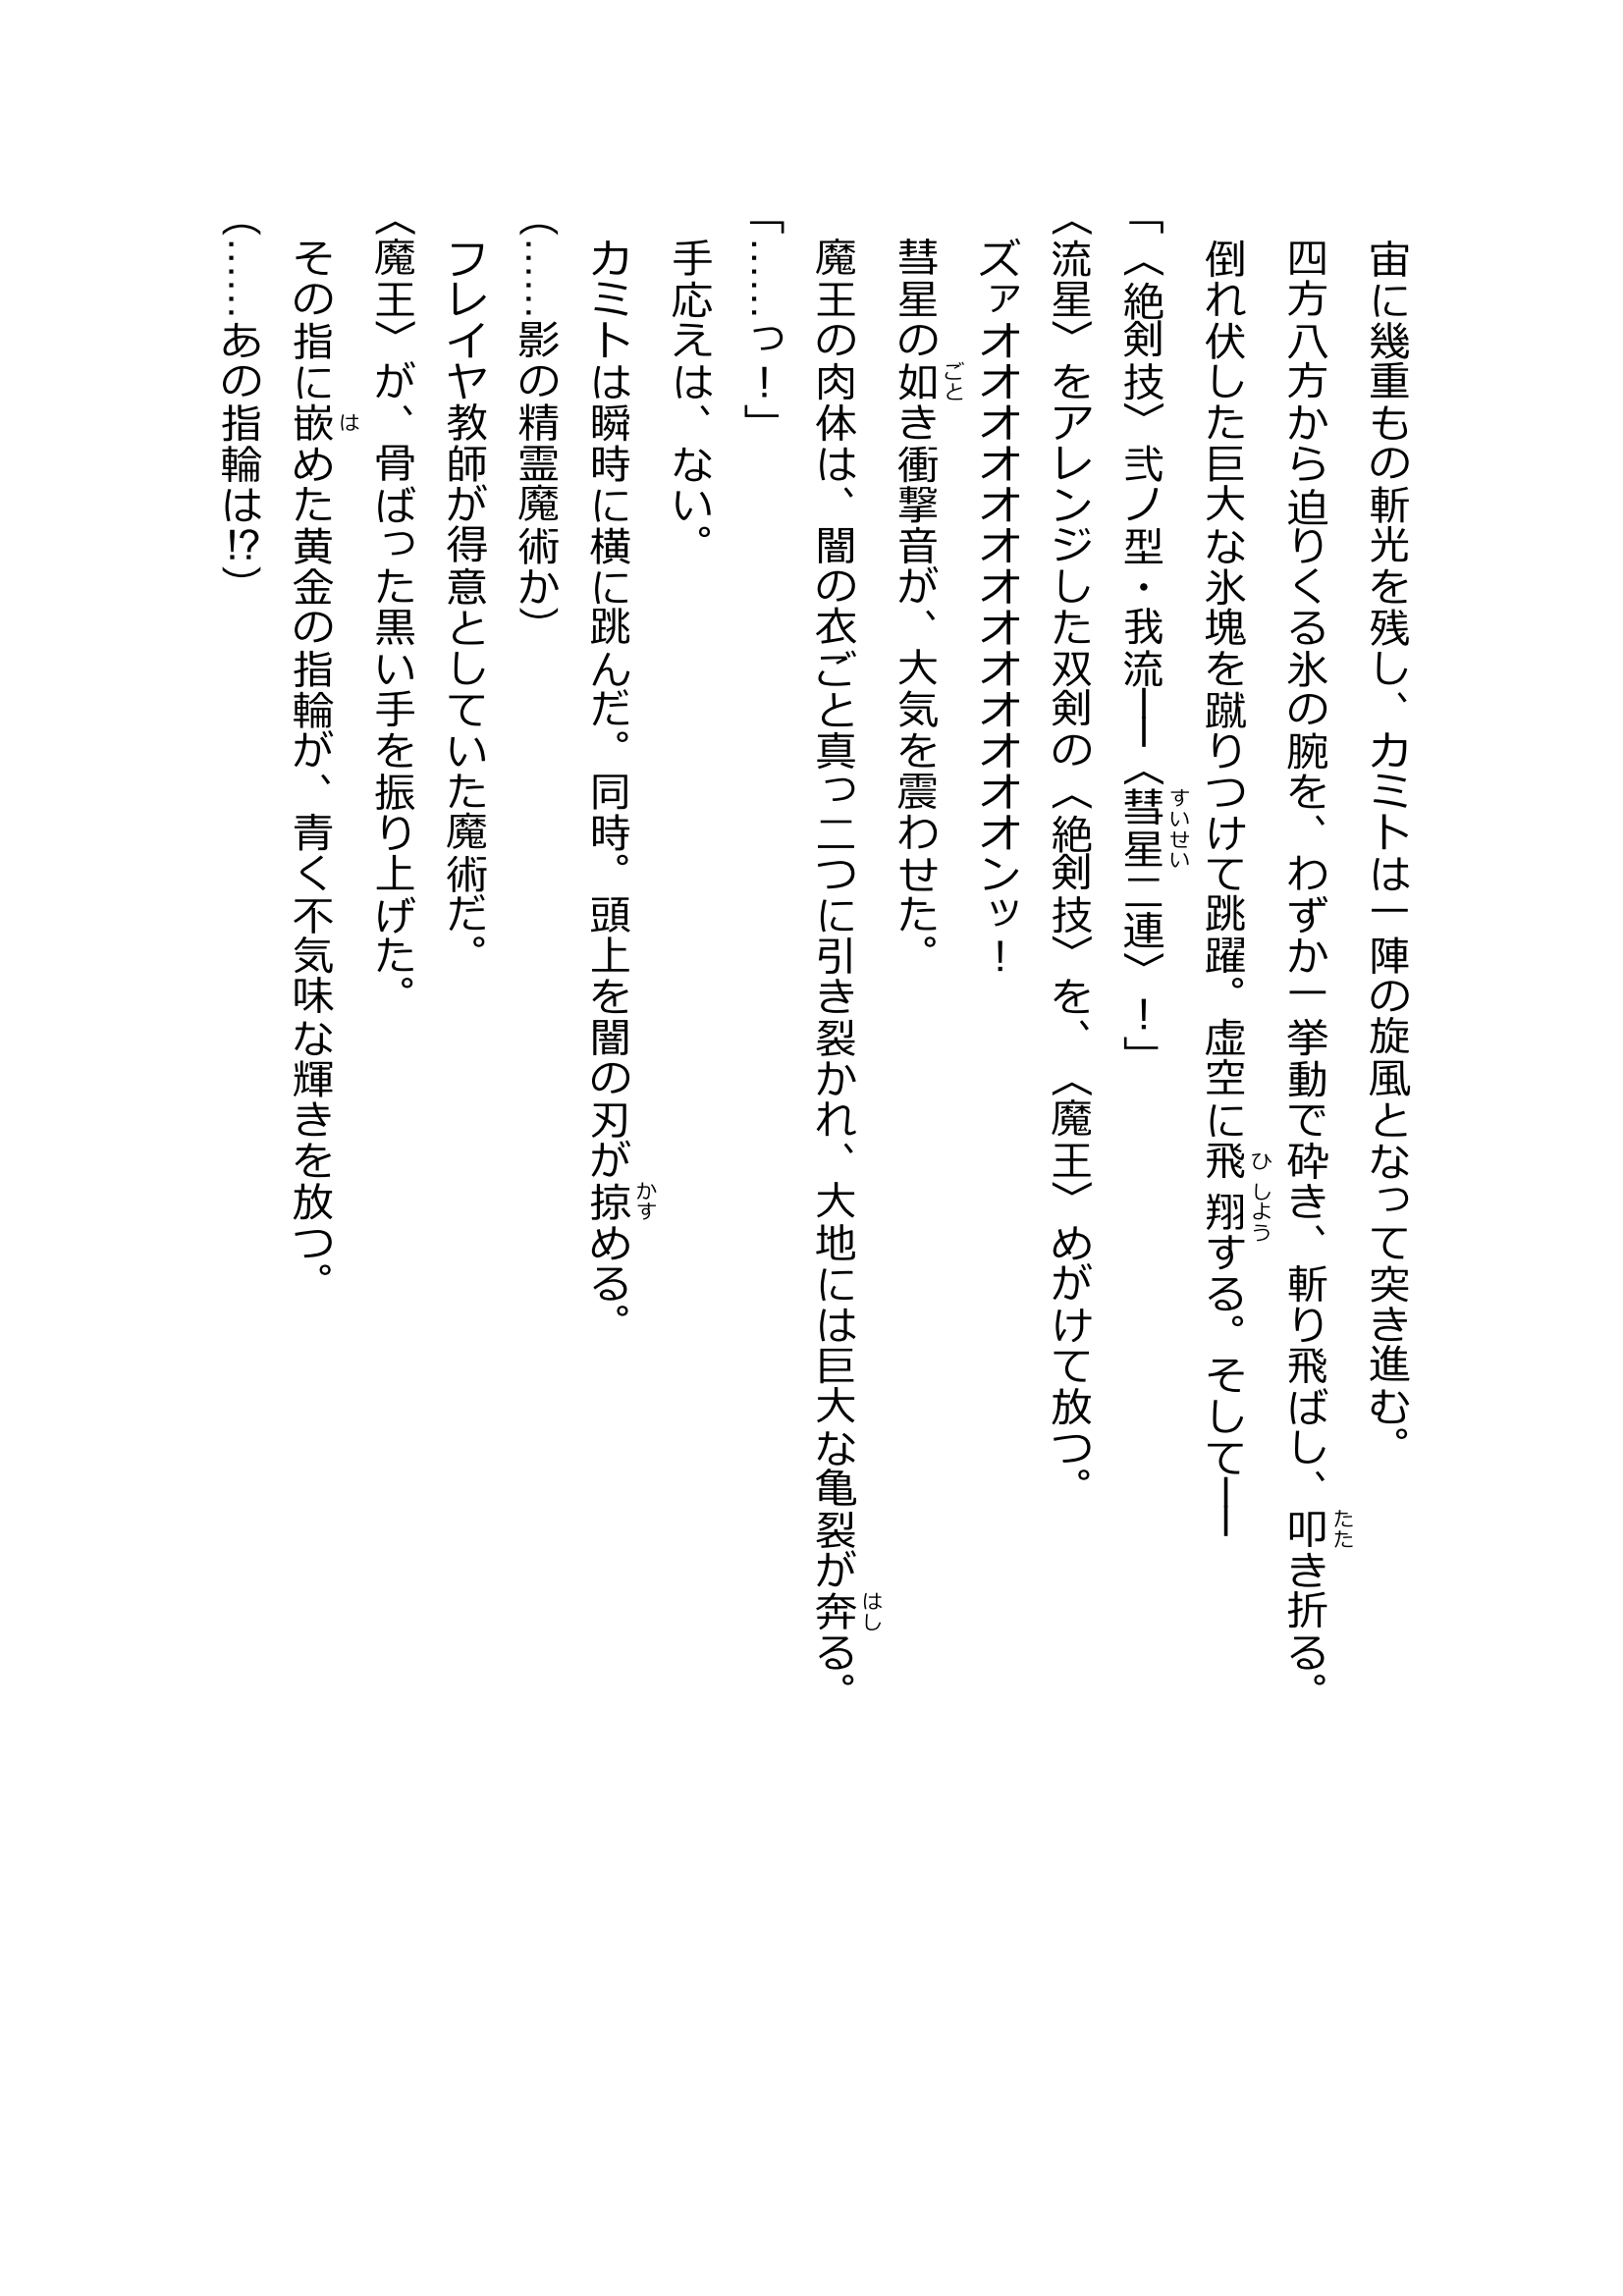 宙に幾重もの斬光を残し、カミトは一陣の旋風となって突き進む。
四方八方から迫りくる氷の腕を、わずか一挙動で砕き、斬り飛ばし、叩き折る。
倒れ伏した巨大な氷塊を蹴りつけて跳躍。虚空に飛翔する。そして──
「〈絶剣技〉弐ノ型・我流──〈彗星二連〉！」
〈流星〉をアレンジした双剣の〈絶剣技〉を、〈魔王〉めがけて放つ。
ズァオオオオオオオオオオオオオンッ！
彗星の如き衝撃音が、大気を震わせた。
魔王の肉体は、闇の衣ごと真っ二つに引き裂かれ、大地には巨大な亀裂が奔る。
「……っ！」
手応えは、ない。
カミトは瞬時に横に跳んだ。同時。頭上を闇の刃が掠める。
（……影の精霊魔術か）
フレイヤ教師が得意としていた魔術だ。
〈魔王〉が、骨ばった黒い手を振り上げた。
その指に嵌めた黄金の指輪が、青く不気味な輝きを放つ。
（……あの指輪は⁉）